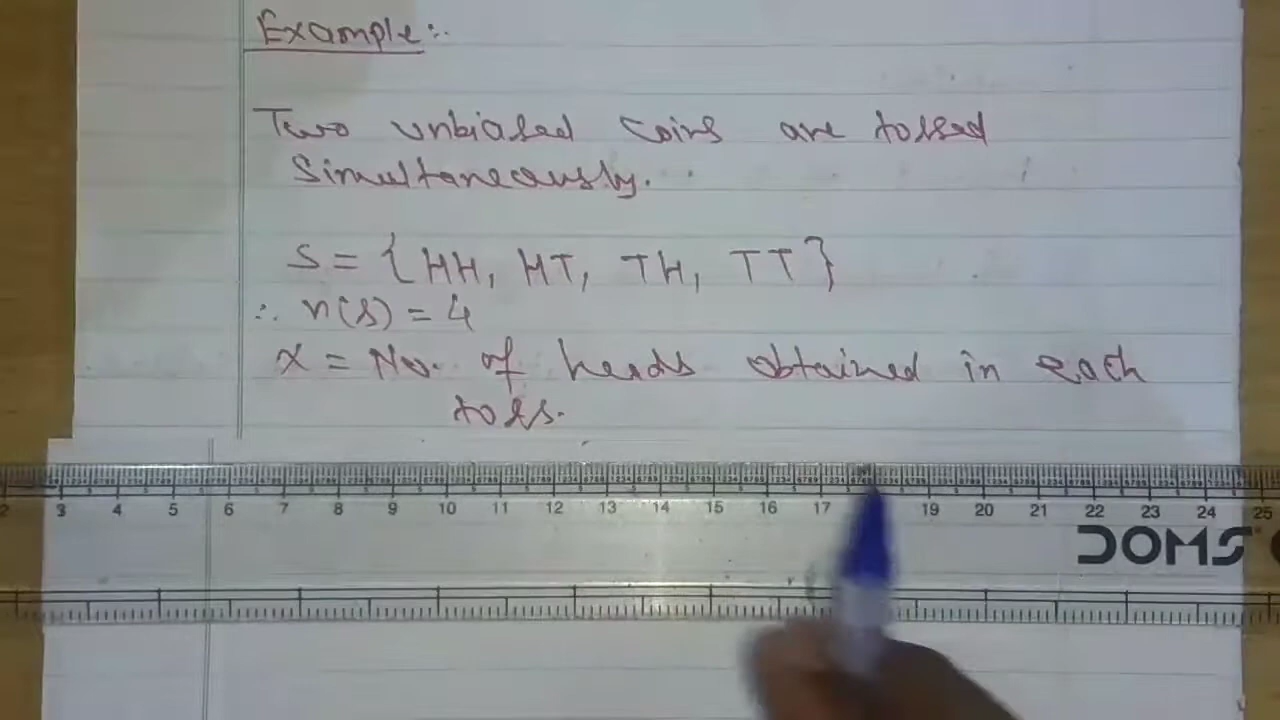 Example:-
Two unbiased coins are tossed
Simultaneously.
S = {HH, HT, TH, TT}
∴ n(S) = 4
X = No. of heads obtained in each
toss.
2 3 4 5 6 7 8 9 10 11 12 13 14 15 16 17 19 20 21 22 23 24 25
DOMS